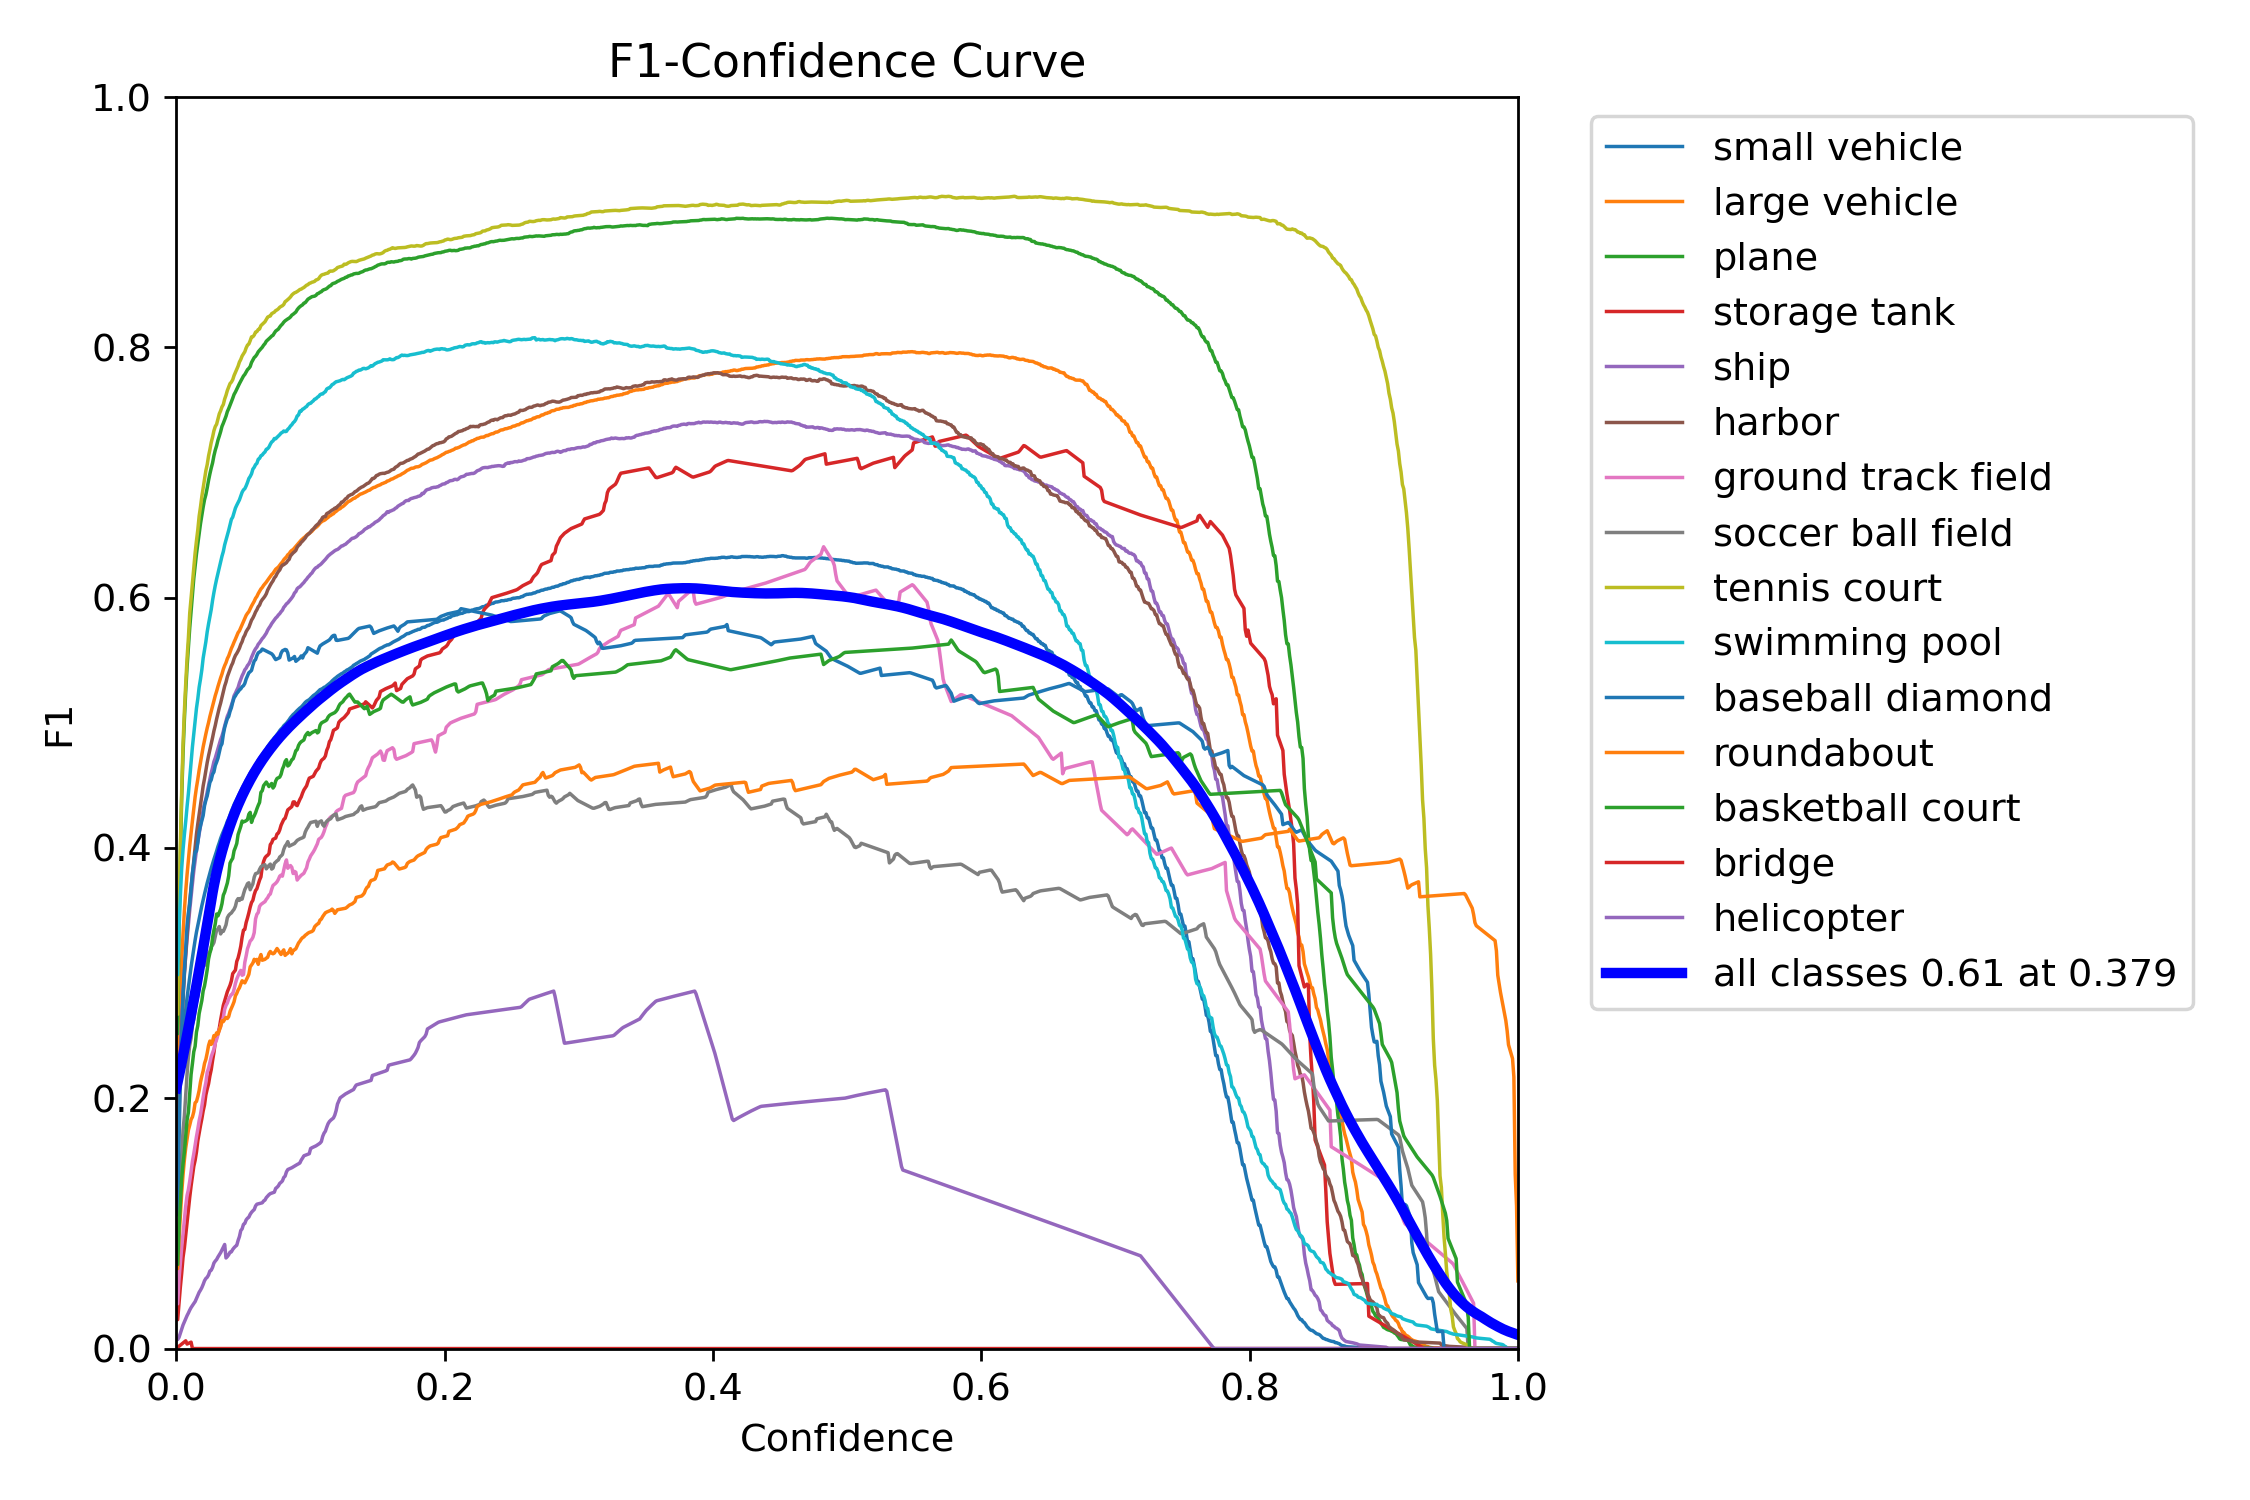 F1-Confidence Curve
1.0
0.8
0.6
0.4
0.2
0.0
F1
0.0 0.2 0.4 0.6 0.8 1.0
Confidence
small vehicle
large vehicle
plane
storage tank
ship
harbor
ground track field
soccer ball field
tennis court
swimming pool
baseball diamond
roundabout
basketball court
bridge
helicopter
all classes 0.61 at 0.379